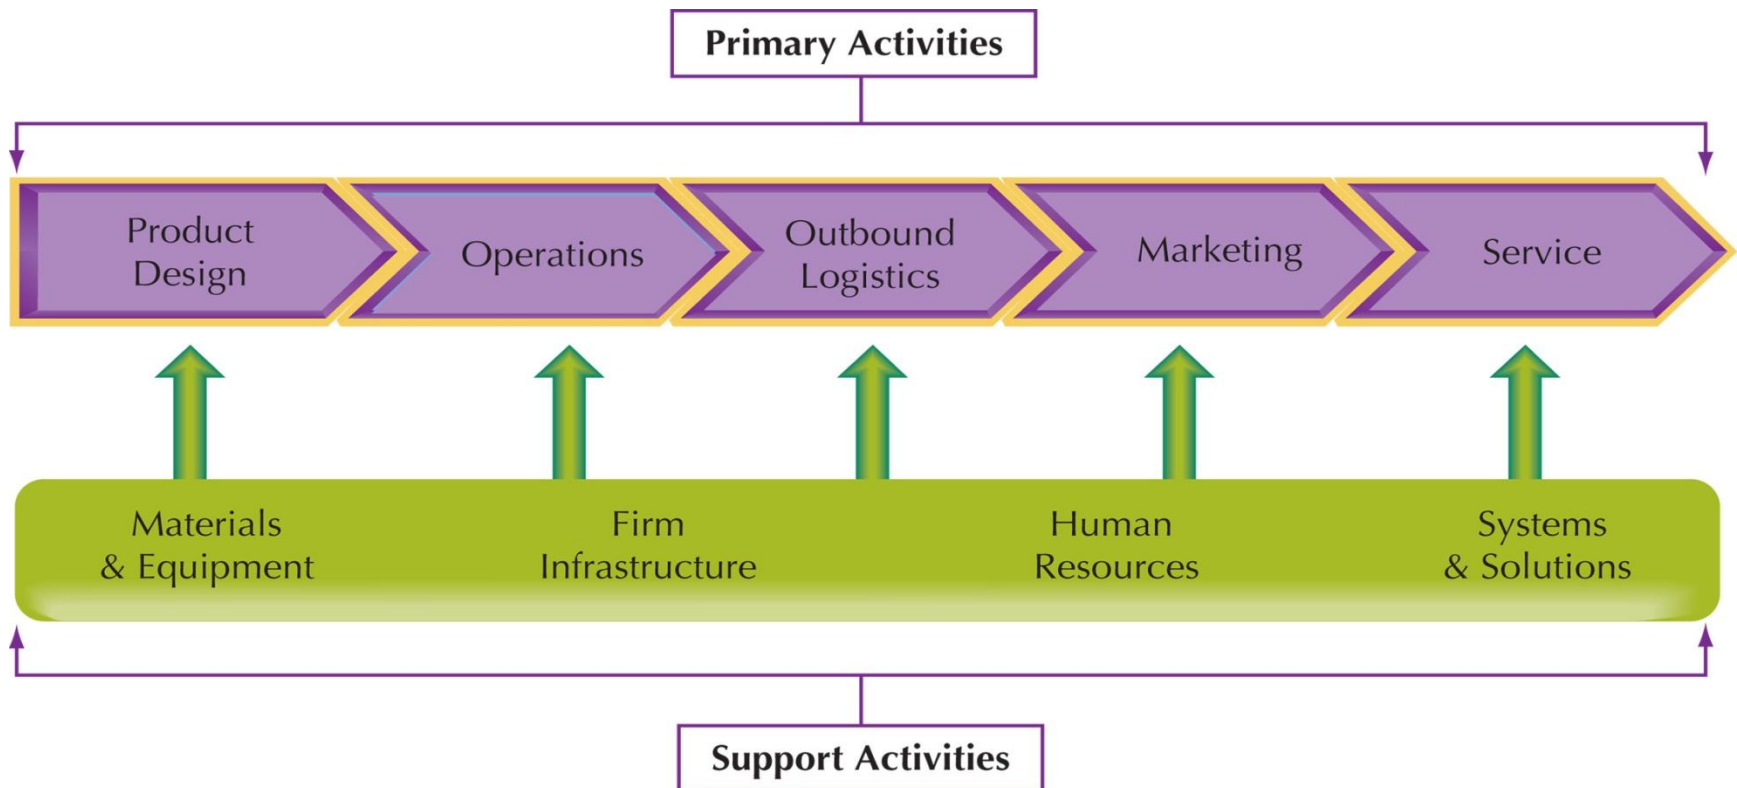 Primary Activities
Product
Design
Operations
Outbound
Logistics
Marketing
Service
Materials
& Equipment
Firm
Infrastructure
Human
Resources
Systems
& Solutions
Support Activities